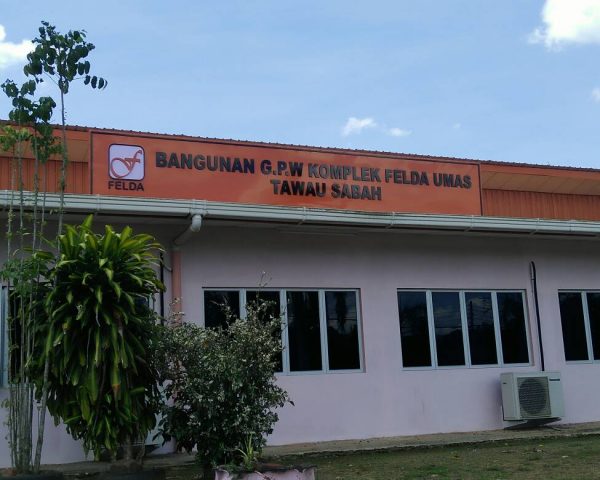 BANGUNAN G.P.W KOMPLEK FELDA UMAS
TAWAU SABAH
FELDA